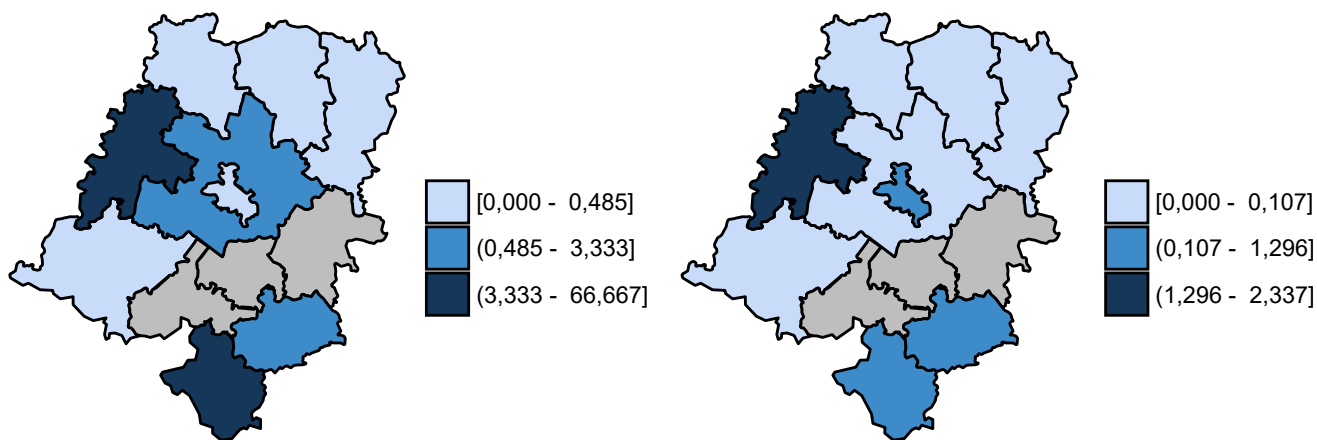 [0,000 -  0,485]
(0,485 -  3,333]
(3,333 - 66,667]
[0,000 -  0,107]
(0,107 -  1,296]
(1,296 -  2,337]